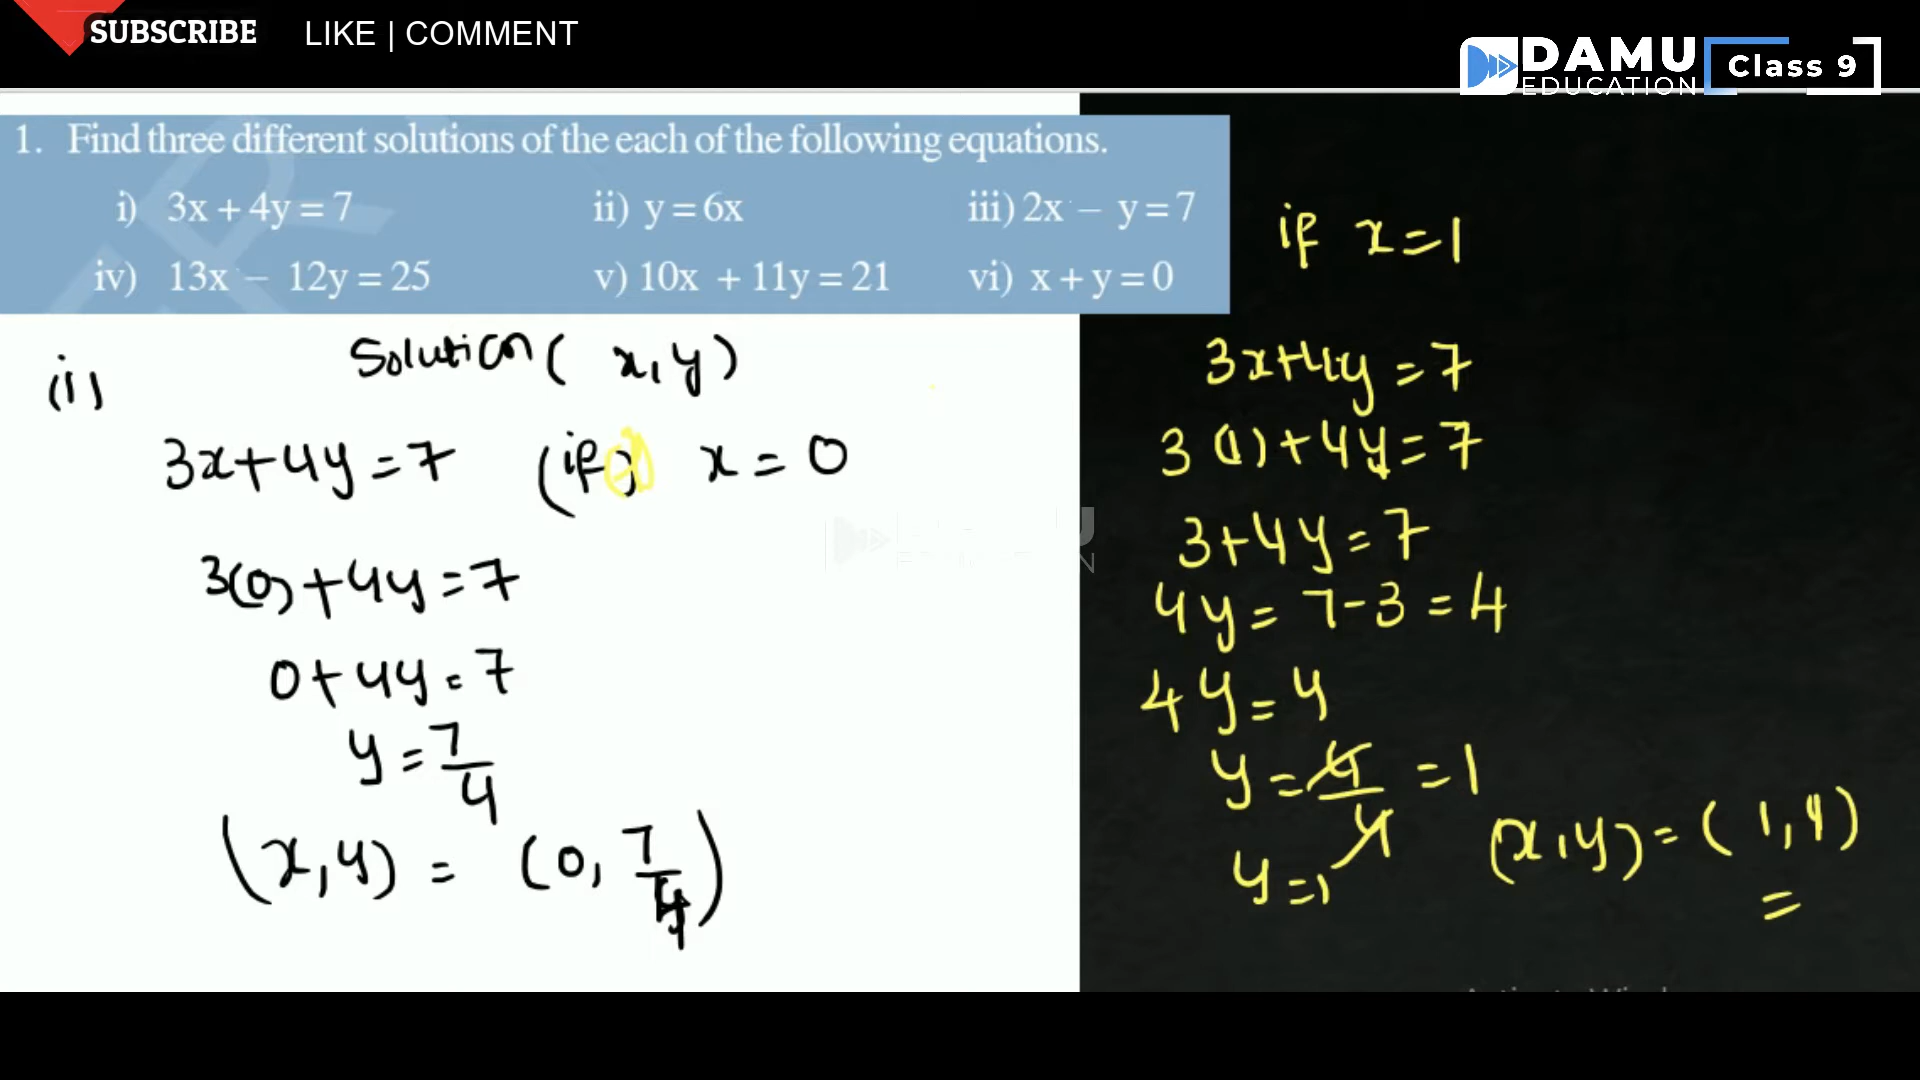 SUBSCRIBE LIKE | COMMENT
DAMU
EDUCATION
Class 9
1. Find three different solutions of the each of the following equations.
i) 3x + 4y = 7 ii) y = 6x iii) 2x - y = 7
iv) 13x - 12y = 25 v) 10x + 11y = 21 vi) x + y = 0
(i) Solution (x, y)
3x+4y=7 (if x=0
3(0)+4y=7
0+4y=7
y=7/4
(x,y) = (0, 7/4)
if x=1
3x+4y=7
3(1)+4y=7
3+4y=7
4y=7-3=4
4y=4
y=4/4=1
y=1
(x,y)=(1,4)
=